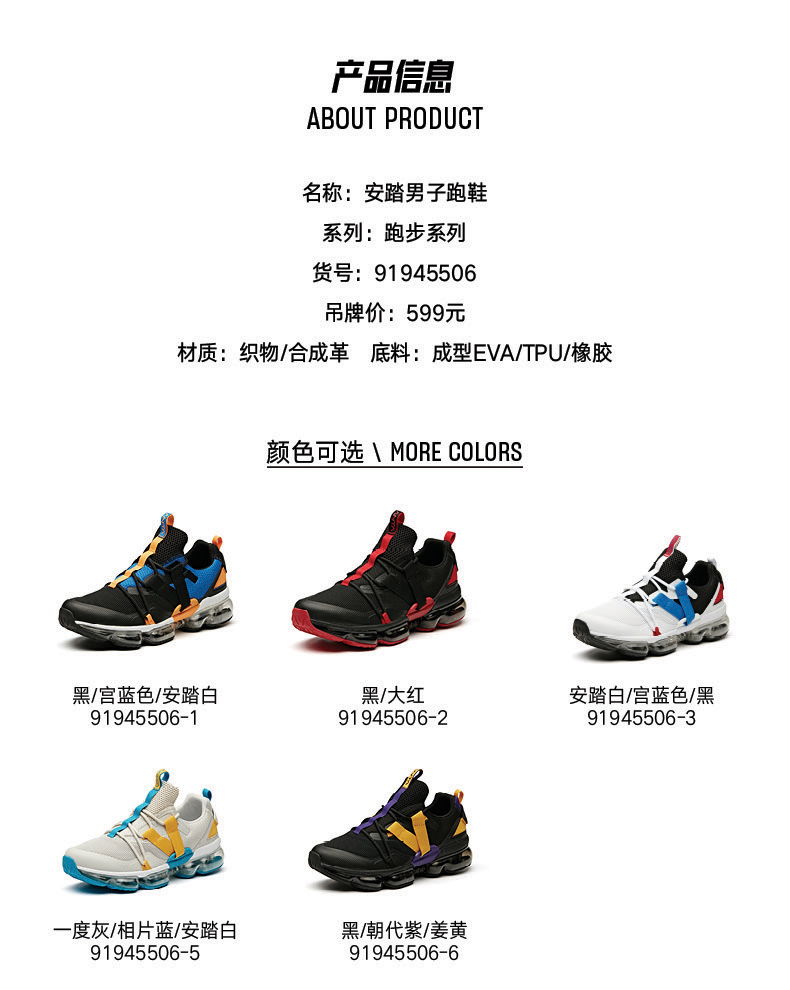 产品信息
ABOUT PRODUCT
名称：安踏男子跑鞋
系列：跑步系列
货号：91945506
吊牌价：599元
材质：织物/合成革　底料：成型EVA/TPU/橡胶
颜色可选 \ MORE COLORS
黑/宫蓝色/安踏白
91945506-1
黑/大红
91945506-2
安踏白/宫蓝色/黑
91945506-3
一度灰/相片蓝/安踏白
91945506-5
黑/朝代紫/姜黄
91945506-6